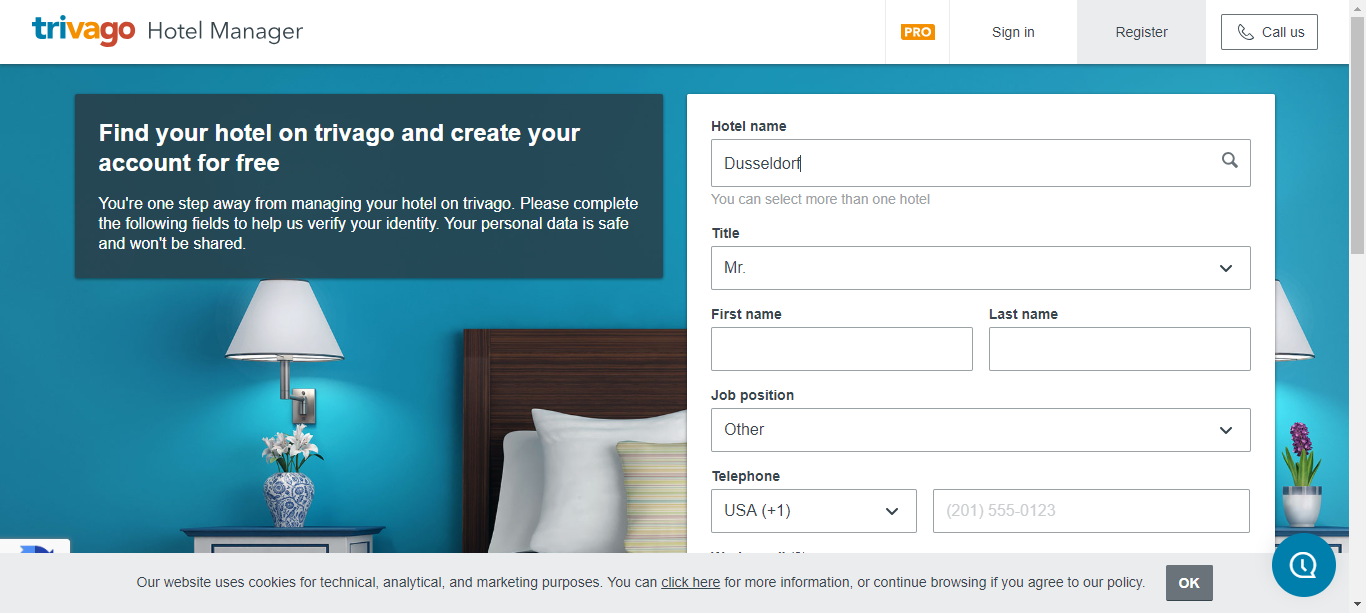 trivago Hotel Manager
PRO
Sign in
Register
Call us
Find your hotel on trivago and create your
account for free
You're one step away from managing your hotel on trivago. Please complete
the following fields to help us verify your identity. Your personal data is safe
and won't be shared.
Hotel name
Dusseldorf
You can select more than one hotel
Title
Mr.
First name
Last name
Job position
Other
Telephone
USA (+1)
(201) 555-0123
Our website uses cookies for technical, analytical, and marketing purposes. You can click here for more information, or continue browsing if you agree to our policy.
OK